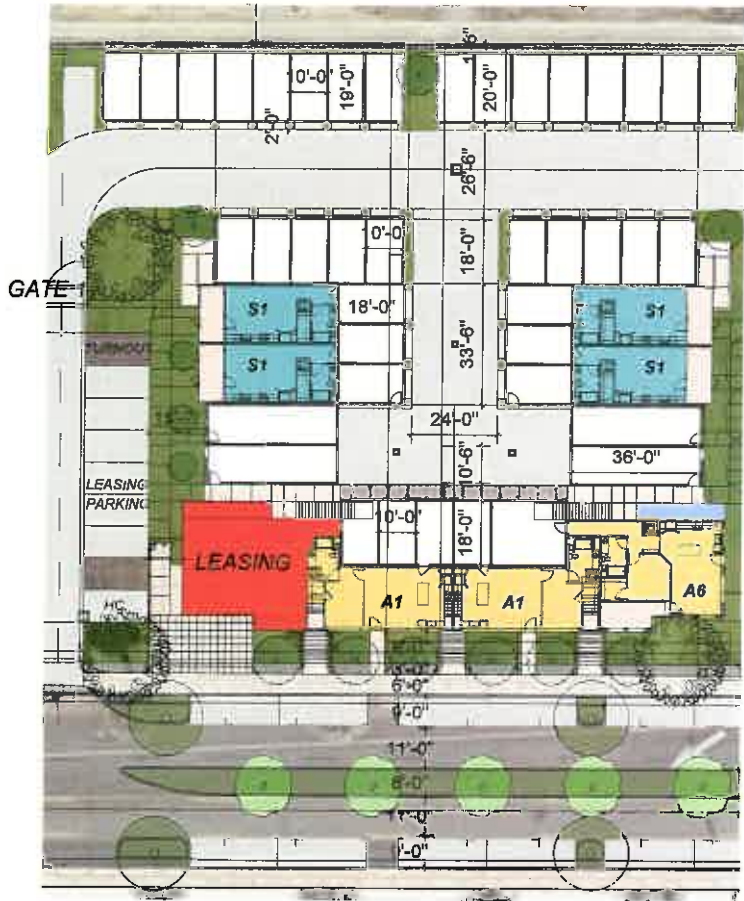 10'-0"
19'-0"
20'-0"
2'-0"
26'-6"
0'-0"
18'-0"
GATE
S1
S1
18'-0"
S1
S1
33'-6"
TURNOUT
24'-0"
10'-6"
36'-0"
LEASING
PARKING
10'-0"
18'-0"
LEASING
A1
A1
A6
HC
6'-0"
9'-0"
11'-0"
8'-0"